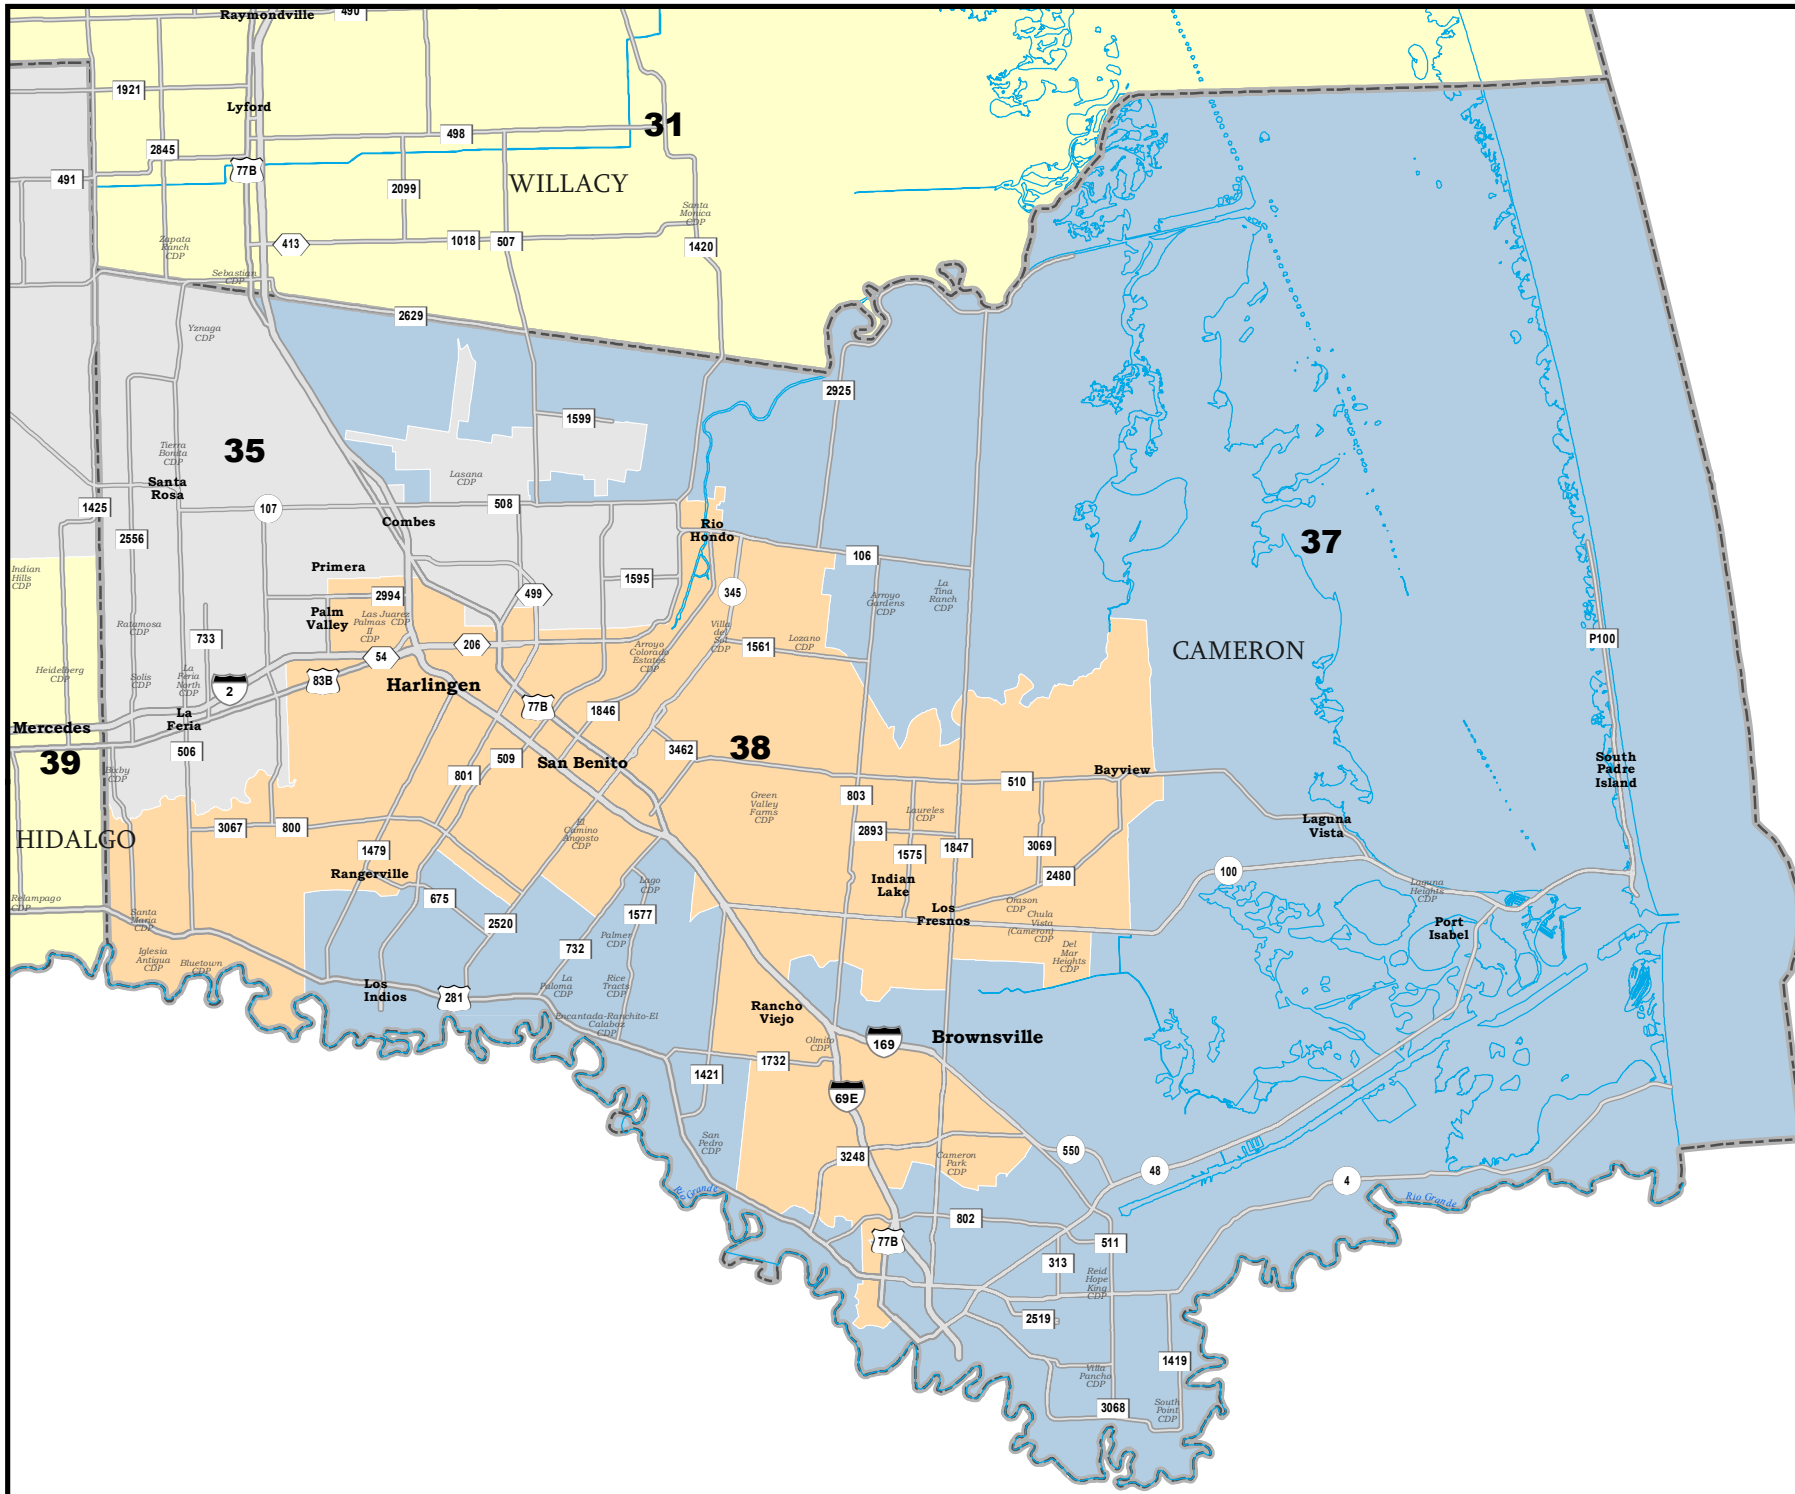 Raymondville
490
1921
Lyford
31
498
2845
77B
491
2099
WILLACY
Santa
Monica
CDP
Zapata
Ranch
CDP
413
1018
507
1420
Sebastian
CDP
2629
Yznaga
CDP
2925
1599
Tierra
Bonita
CDP
35
Lasana
CDP
Santa
Rosa
1425
107
508
Combes
Rio
Hondo
37
2556
106
Indian
Hills
CDP
Primera
1595
499
2994
345
La
Tina
Ranch
CDP
Arroyo
Gardens
CDP
Palm
Valley
Las
Palmas
II
CDP
Juarez
CDP
Ratamosa
CDP
733
206
Villa
del
Sol
CDP
1561
Lozano
CDP
P100
CAMERON
54
Arroyo
Colorado
Estates
CDP
Heidelberg
CDP
Solis
CDP
La
Feria
North
CDP
2
83B
Harlingen
77B
1846
Mercedes
La
Feria
39
506
509
San Benito
3462
38
Bixby
CDP
801
Bayview
510
South
Padre
Island
803
Green
Valley
Farms
CDP
Laureles
CDP
HIDALGO
3067
800
El
Camino
Angosto
CDP
2893
Laguna
Vista
1479
1575
1847
3069
Rangerville
Lago
CDP
Indian
Lake
2480
100
Relampago
CDP
675
Laguna
Heights
CDP
Santa
Maria
CDP
2520
1577
Los
Fresnos
Orason
CDP
Chula
Vista
(Cameron)
CDP
Port
Isabel
Palmer
CDP
732
Del
Mar
Heights
CDP
Iglesia
Antigua
CDP
Bluetown
CDP
Los
Indios
281
La
Paloma
CDP
Rice
Tracts
CDP
Rancho
Viejo
Encantada-Ranchito-El
Calaboz
CDP
Olmito
CDP
169
Brownsville
1732
1421
69E
San
Pedro
CDP
3248
Cameron
Park
CDP
550
48
4
Rio Grande
Rio Grande
802
77B
511
313
Reid
Hope
King
CDP
2519
1419
Villa
Pancho
CDP
3068
South
Point
CDP